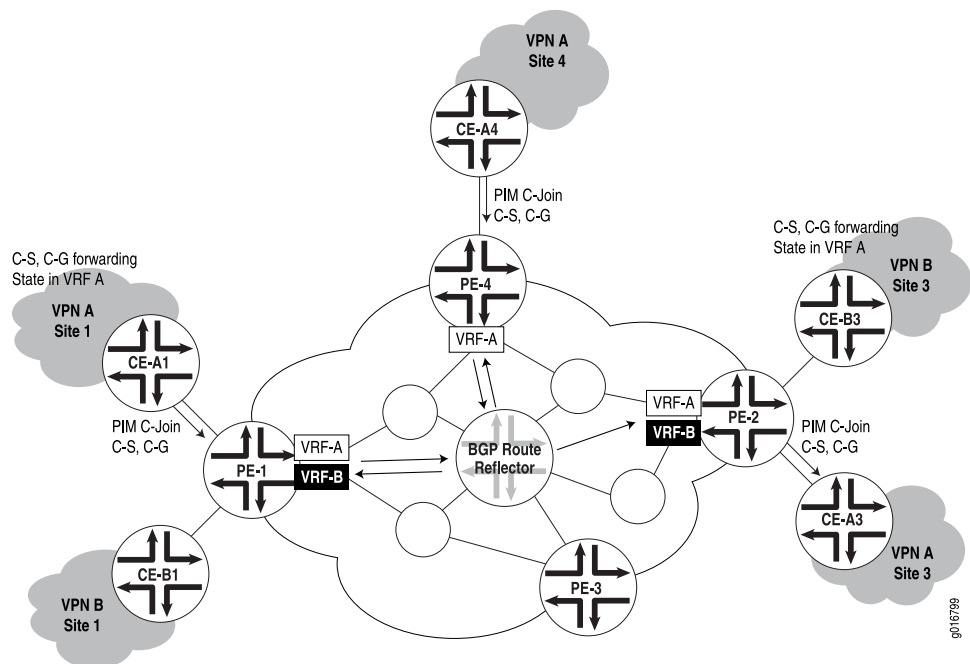 VPN A
Site 4
CE-A4
PIM C-Join
C-S, C-G
C-S, C-G forwarding
State in VRF A
VPN A
Site 1
CE-A1
PIM C-Join
C-S, C-G
PE-4
VRF-A
C-S, C-G forwarding
State in VRF A
VPN B
Site 3
CE-B3
VRF-A
VRF-B
PE-2
PIM C-Join
C-S, C-G
PE-1
VRF-A
VRF-B
BGP Route
Reflector
CE-A3
VPN A
Site 3
CE-B1
VPN B
Site 1
PE-3
g016799